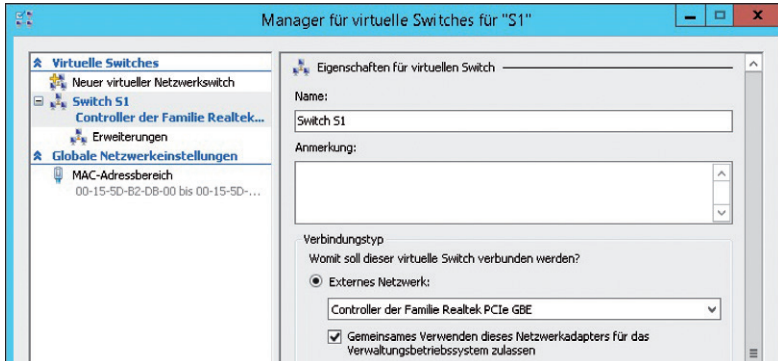 Manager für virtuelle Switches für "S1"
Virtuelle Switches
Neuer virtueller Netzwerkswitch
Switch S1
Controller der Familie Realtek...
Erweiterungen
Globale Netzwerkeinstellungen
MAC-Adressbereich
00-15-5D-B2-DB-00 bis 00-15-5D-...
Eigenschaften für virtuellen Switch
Name:
Switch S1
Anmerkung:
Verbindungstyp
Womit soll dieser virtuelle Switch verbunden werden?
Externes Netzwerk:
Controller der Familie Realtek PCIe GBE
Gemeinsames Verwenden dieses Netzwerkadapters für das
Verwaltungsbetriebssystem zulassen